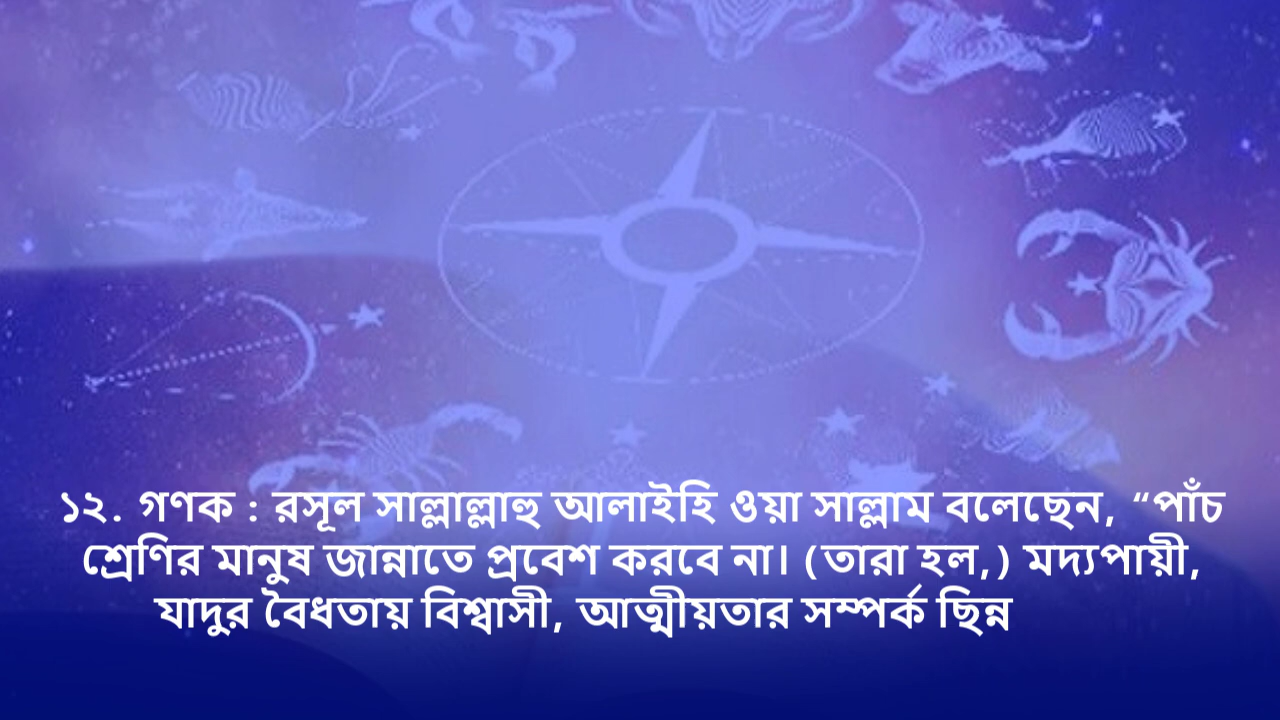 ১২. গণক : রসূল সাল্লাল্লাহু আলাইহি ওয়া সাল্লাম বলেছেন, “পাঁচ
শ্রেণির মানুষ জান্নাতে প্রবেশ করবে না। (তারা হল,) মদ্যপায়ী,
যাদুর বৈধতায় বিশ্বাসী, আত্মীয়তার সম্পর্ক ছিন্ন